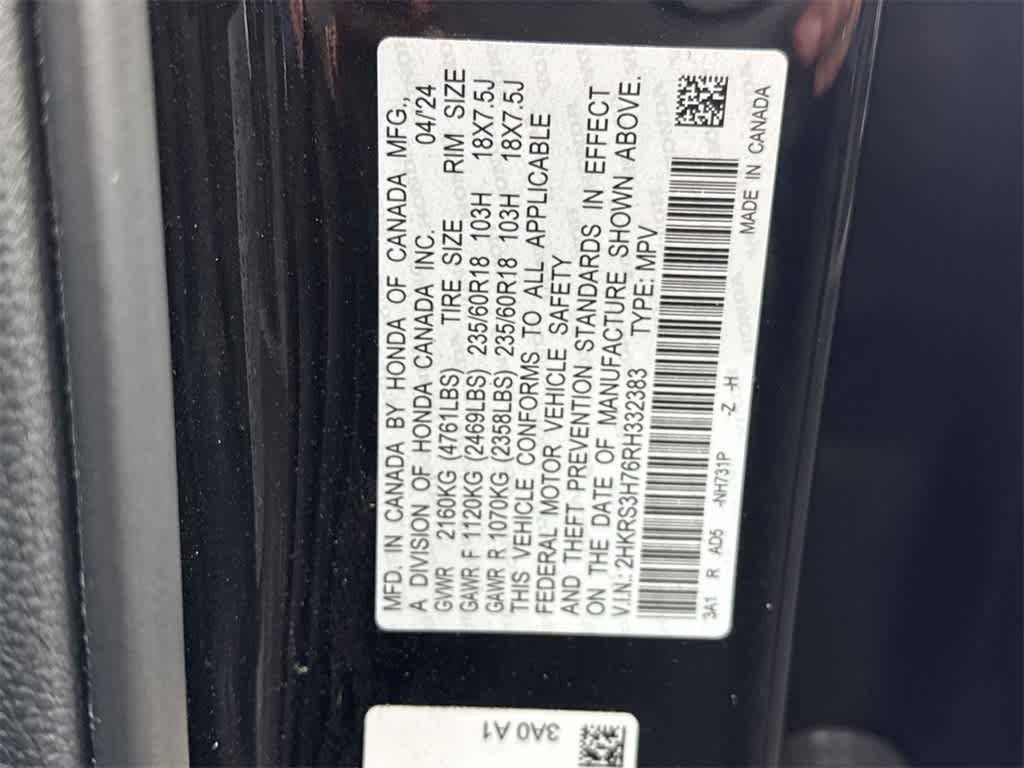 MFD. IN CANADA BY HONDA OF CANADA MFG.,
A DIVISION OF HONDA CANADA INC. 04/'24
GVWR 2160KG (4761LBS) TIRE SIZE RIM SIZE
GAWR F 1120KG (2469LBS) 235/60R18 103H 18X7.5J
GAWR R 1070KG (2358LBS) 235/60R18 103H 18X7.5J
THIS VEHICLE CONFORMS TO ALL APPLICABLE
FEDERAL MOTOR VEHICLE SAFETY
AND THEFT PREVENTION STANDARDS IN EFFECT
ON THE DATE OF MANUFACTURE SHOWN ABOVE.
V.I.N.: 2HKRS3H76RH332383 TYPE: MPV
3A1 R AD5 -NH731P -Z -H
MADE IN CANADA
3A0 A1